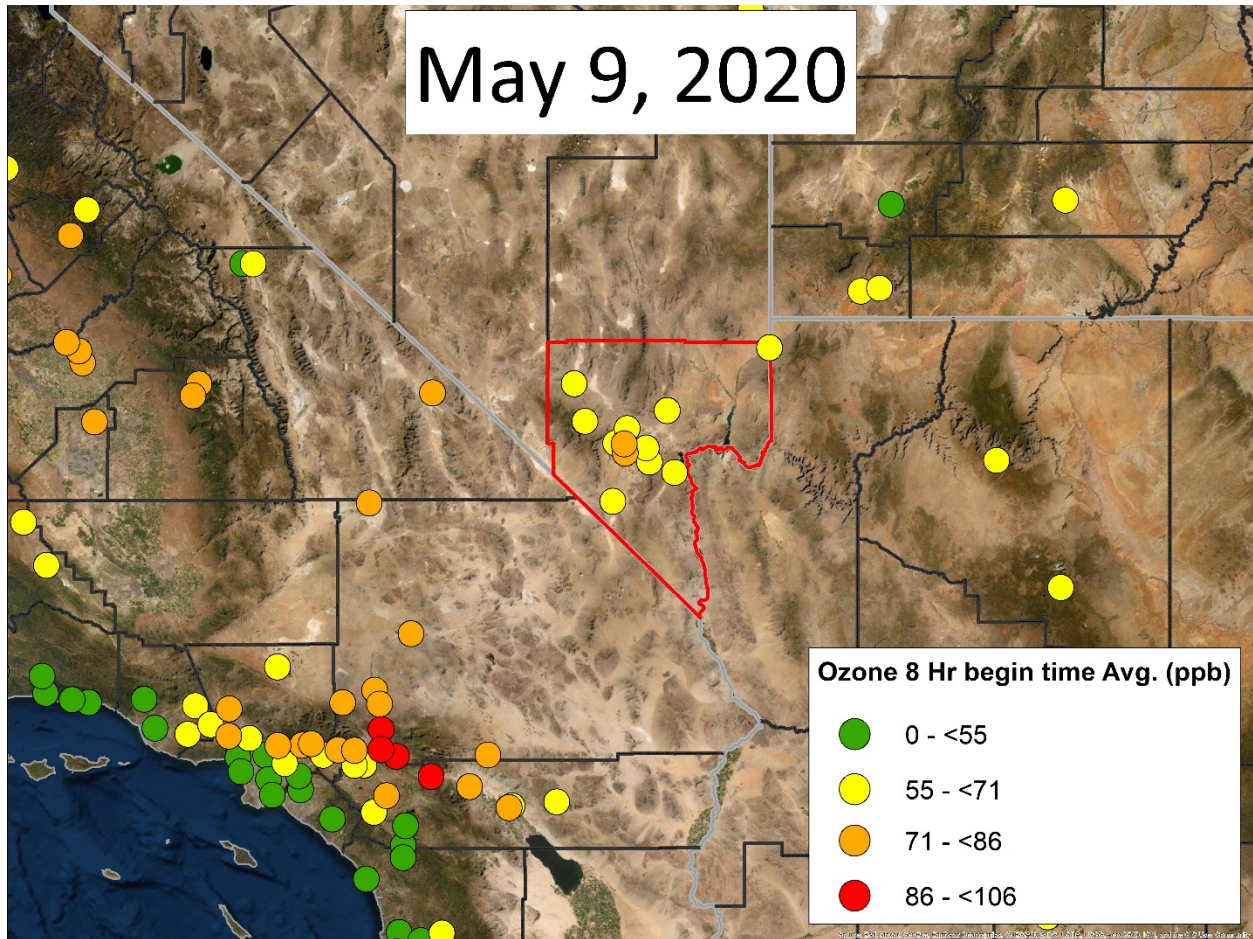 May 9, 2020
Ozone 8 Hr begin time Avg. (ppb)
0 - <55
55 - <71
71 - <86
86 - <106